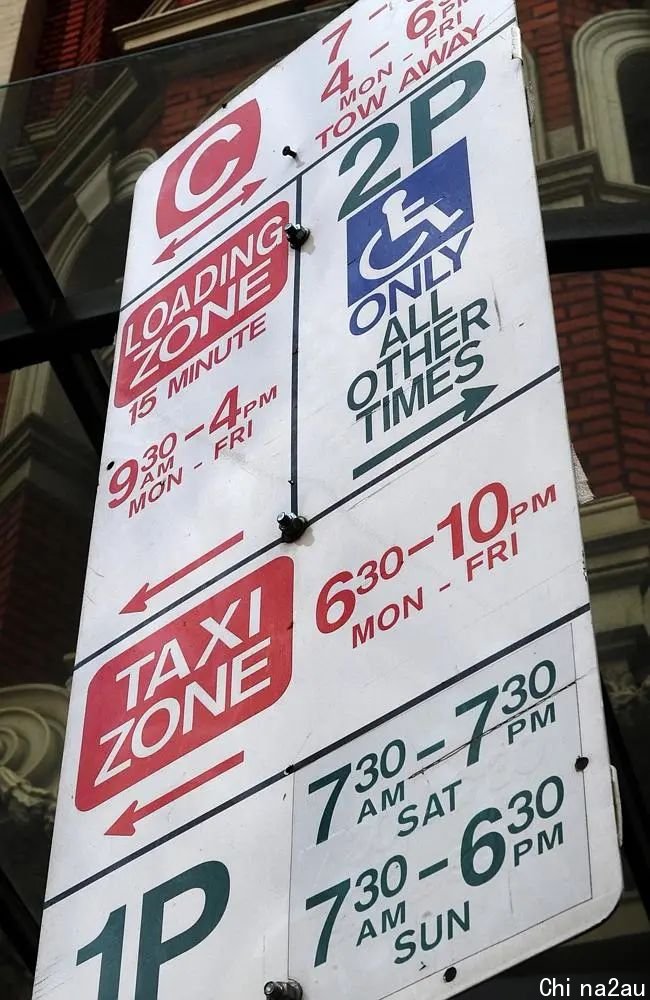 4 - 6
MON - FRI
TOW AWAY
C
2P
ONLY
ALL
OTHER
TIMES
LOADING
ZONE
15 MINUTE
9 30 AM - 4 PM
MON - FRI
TAXI
ZONE
6 30 - 10 PM
MON - FRI
1P
7 30 AM - 7 30 PM
SAT
7 30 AM - 6 30 PM
SUN
Chi na2au